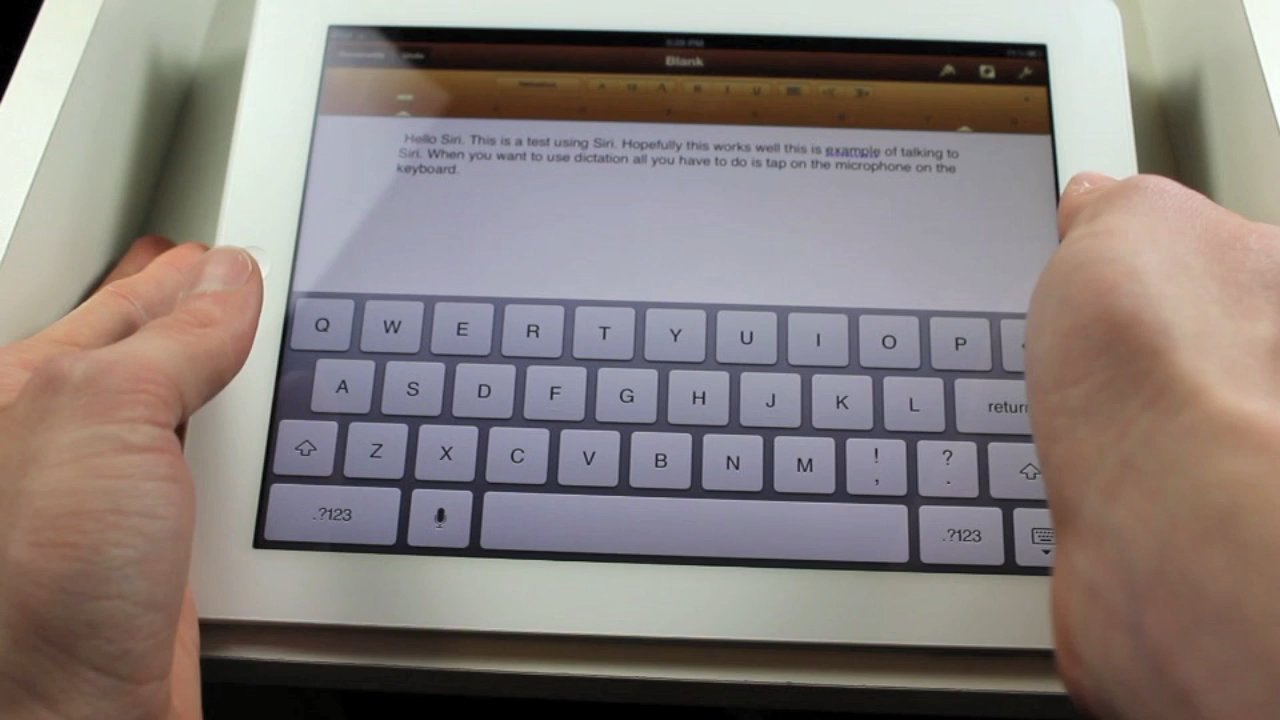 Blank
Hello Siri. This is a test using Siri. Hopefully this works well this is example of talking to
Siri. When you want to use dictation all you have to do is tap on the microphone on the
keyboard.
Q W E R T Y U I O P
A S D F G H J K L return
Z X C V B N M ! , ? .
.?123 .?123